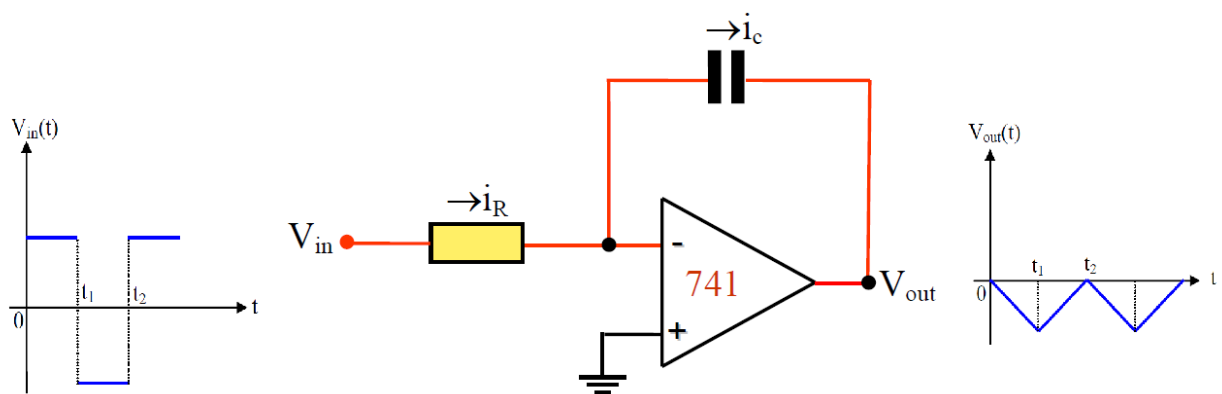 →i_c
V_in(t)
0
t_1
t_2
t
V_in
→i_R
-
+
741
V_out
V_out(t)
0
t_1
t_2
t